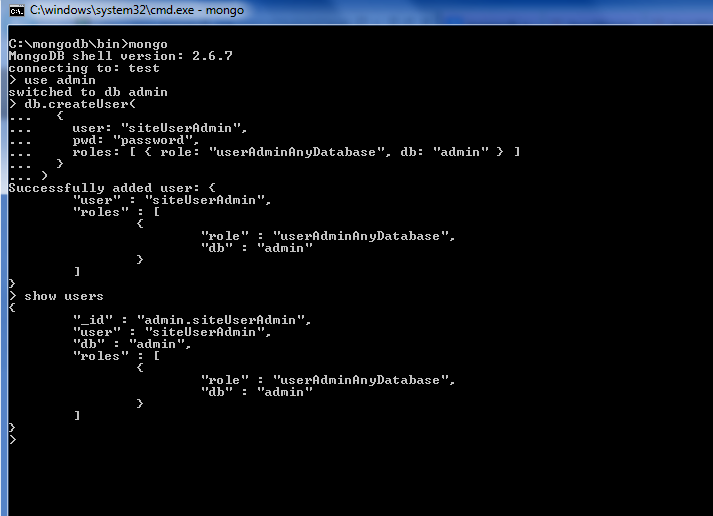 C:\windows\system32\cmd.exe - mongo
C:\mongodb\bin>mongo
MongoDB shell version: 2.6.7
connecting to: test
> use admin
switched to db admin
> db.createUser(
...   {
...     user: "siteUserAdmin",
...     pwd: "password",
...     roles: [ { role: "userAdminAnyDatabase", db: "admin" } ]
...   }
... )
Successfully added user: {
        "user" : "siteUserAdmin",
        "roles" : [
                {
                        "role" : "userAdminAnyDatabase",
                        "db" : "admin"
                }
        ]
}
> show users
{
        "_id" : "admin.siteUserAdmin",
        "user" : "siteUserAdmin",
        "db" : "admin",
        "roles" : [
                {
                        "role" : "userAdminAnyDatabase",
                        "db" : "admin"
                }
        ]
}
>